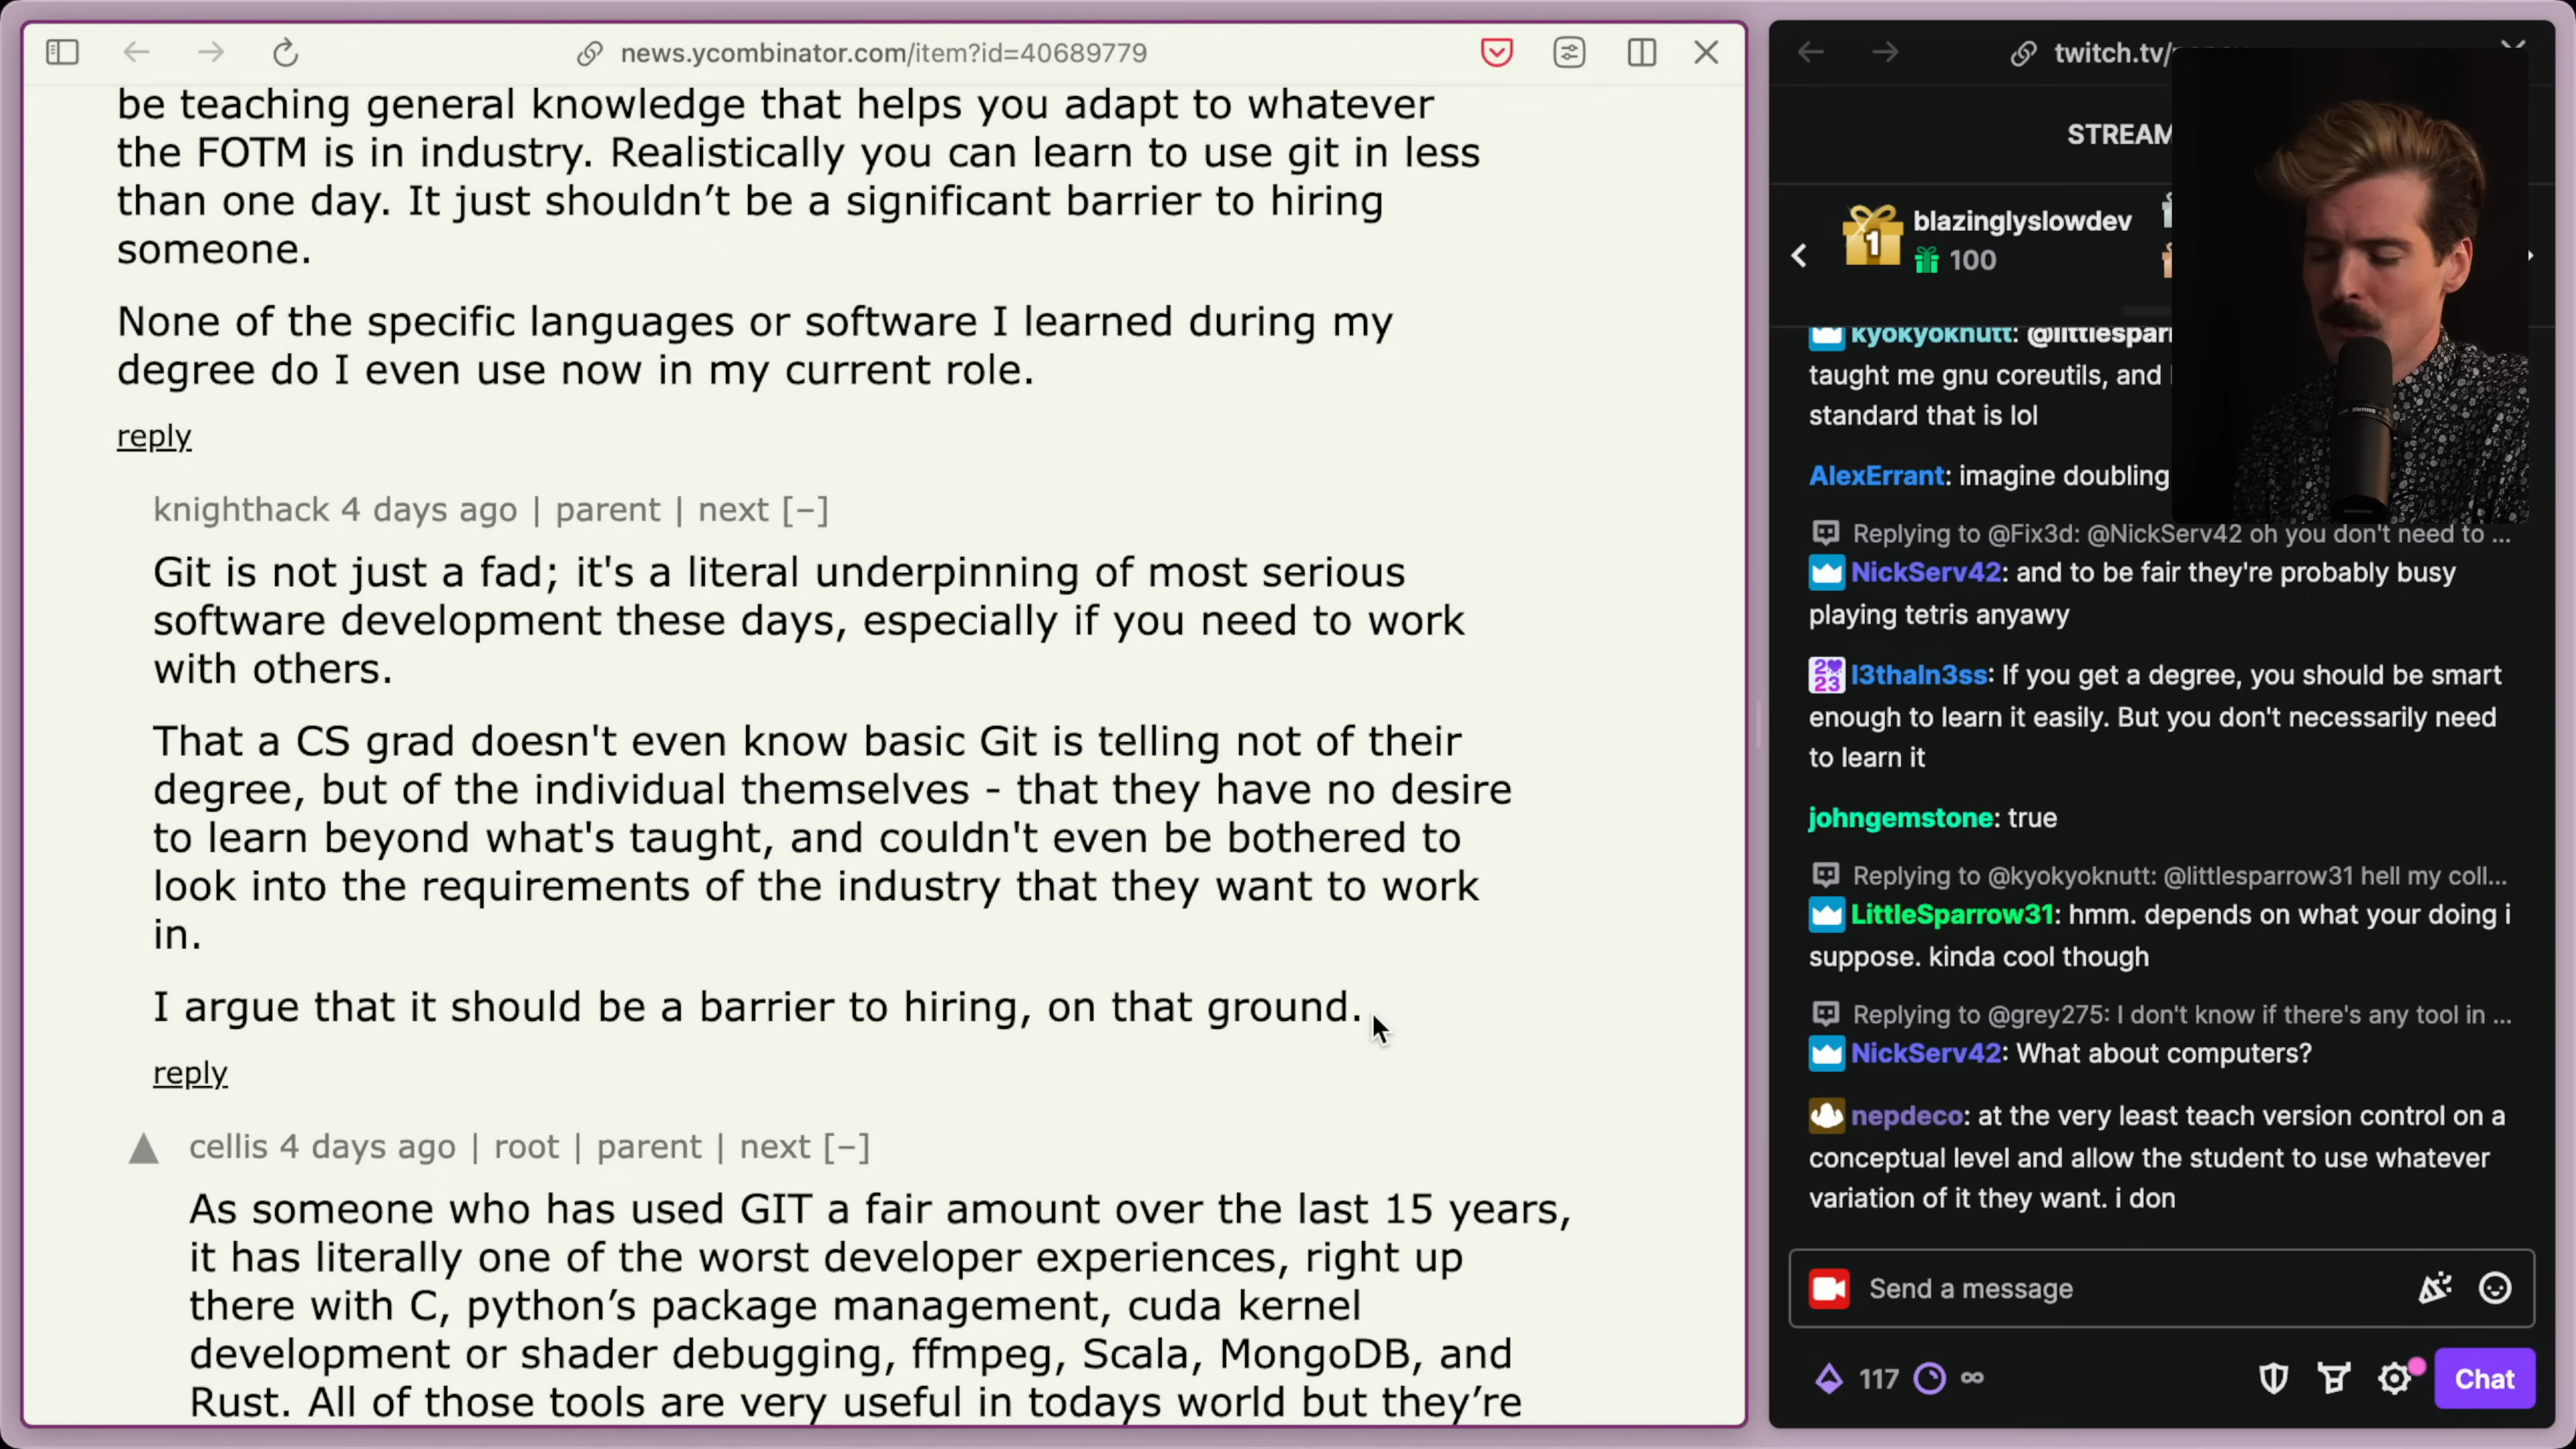 news.ycombinator.com/item?id=40689779
be teaching general knowledge that helps you adapt to whatever
the FOTM is in industry. Realistically you can learn to use git in less
than one day. It just shouldn’t be a significant barrier to hiring
someone.
None of the specific languages or software I learned during my
degree do I even use now in my current role.
reply
knighthack 4 days ago | parent | next [–]
Git is not just a fad; it's a literal underpinning of most serious
software development these days, especially if you need to work
with others.
That a CS grad doesn't even know basic Git is telling not of their
degree, but of the individual themselves - that they have no desire
to learn beyond what's taught, and couldn't even be bothered to
look into the requirements of the industry that they want to work
in.
I argue that it should be a barrier to hiring, on that ground.
reply
cellis 4 days ago | root | parent | next [–]
As someone who has used GIT a fair amount over the last 15 years,
it has literally one of the worst developer experiences, right up
there with C, python’s package management, cuda kernel
development or shader debugging, ffmpeg, Scala, MongoDB, and
Rust. All of those tools are very useful in todays world but they’re
twitch.tv/
STREAM
1
blazinglyslowdev
100
kyokyoknutt: @littlesparr
taught me gnu coreutils, and
standard that is lol
AlexErrant: imagine doubling
Replying to @Fix3d: @NickServ42 oh you don't need to ...
NickServ42: and to be fair they're probably busy
playing tetris anyawy
2023 l3thaln3ss: If you get a degree, you should be smart
enough to learn it easily. But you don't necessarily need
to learn it
johngemstone: true
Replying to @kyokyoknutt: @littlesparrow31 hell my coll...
LittleSparrow31: hmm. depends on what your doing i
suppose. kinda cool though
Replying to @grey275: I don't know if there's any tool in ...
NickServ42: What about computers?
nepdeco: at the very least teach version control on a
conceptual level and allow the student to use whatever
variation of it they want. i don
Send a message
117 ∞
Chat